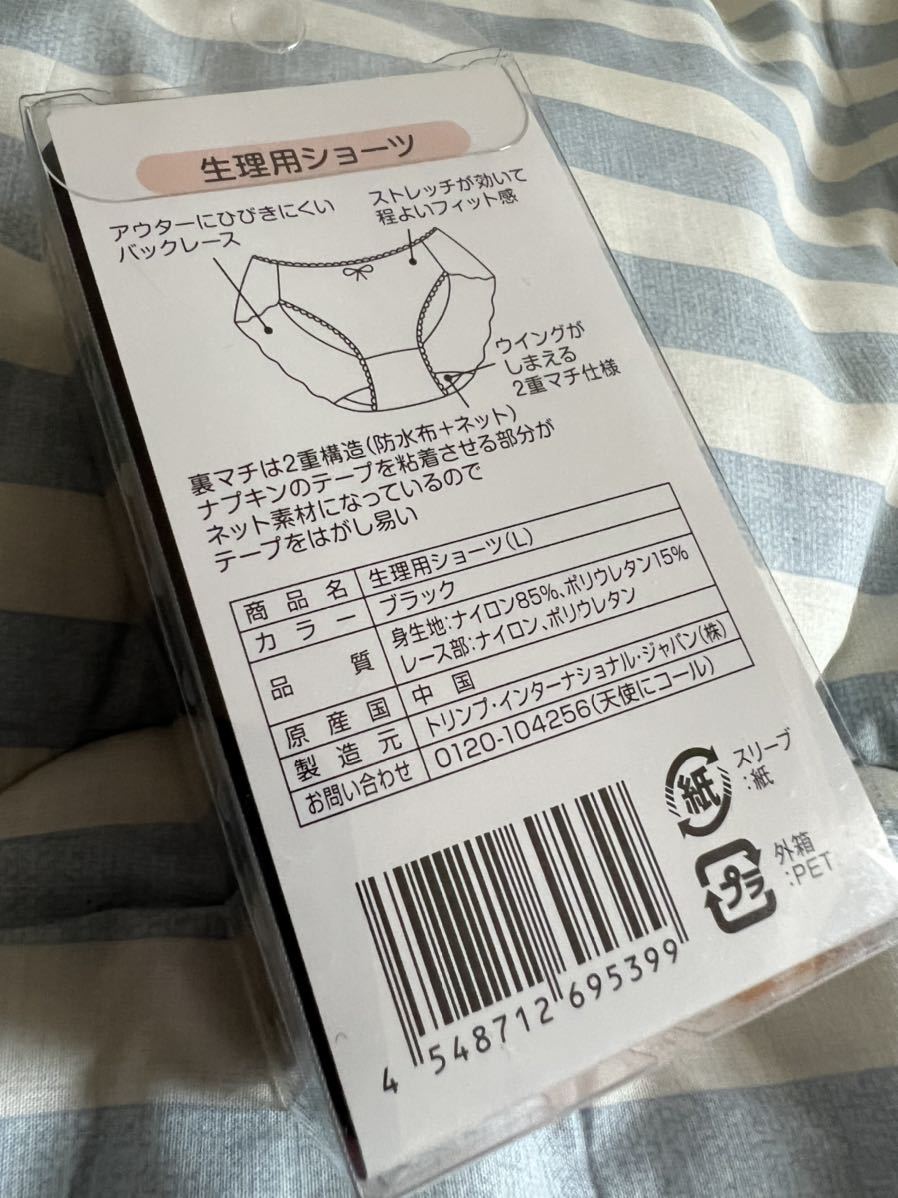 生理用ショーツ
アウターにひびきにくい
バックレース
ストレッチが効いて
程よいフィット感
ウイングが
しまえる
2重マチ仕様
裏マチは2重構造(防水布+ネット)
ナプキンのテープを粘着させる部分が
ネット素材になっているので
テープをはがし易い
商品名 生理用ショーツ(L)
カラー ブラック
品質 身生地:ナイロン85%、ポリウレタン15%
レース部:ナイロン、ポリウレタン
原産国 中国
製造元 トリンプ・インターナショナル・ジャパン(株)
お問い合わせ 0120-104256(天使にコール)
紙
スリーブ
:紙
プラ
外箱
:PET
4 548712 695399